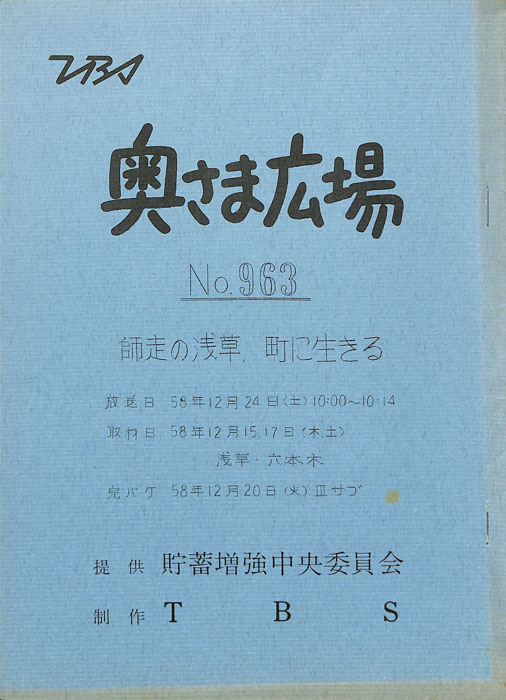 TBS
奥さま広場
No.963
師走の浅草, 町に生きる
放送日 58年12月24日(土)10:00〜10:14
取材日 58年12月15,17日(木,土)
浅草・六本木
完パケ 58年12月20日(火)Ⅲサブ
提供 貯蓄増強中央委員会
制作 TBS